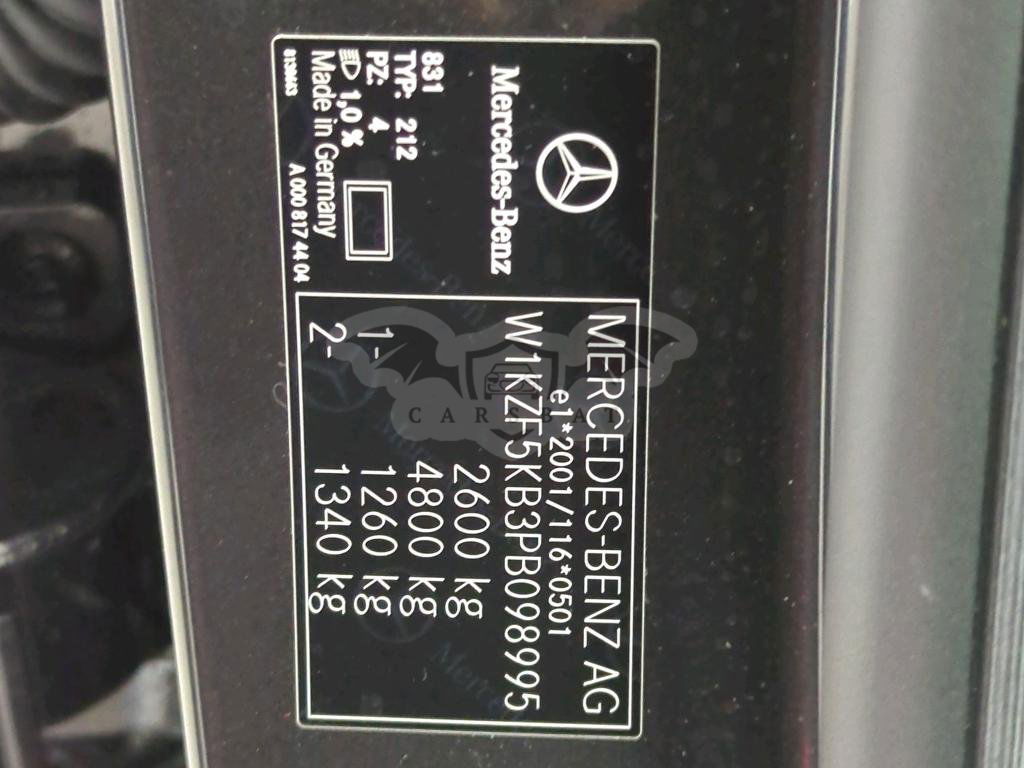 Mercedes-Benz
831
TYP: 212
PZ: 4
1,0 %
Made in Germany
A 000 817 44 04
MERCEDES-BENZ AG
e1*2001/116*0501
W1KZF5KB3PB098995
2600 kg
4800 kg
1- 1260 kg
2- 1340 kg
CARSBAT